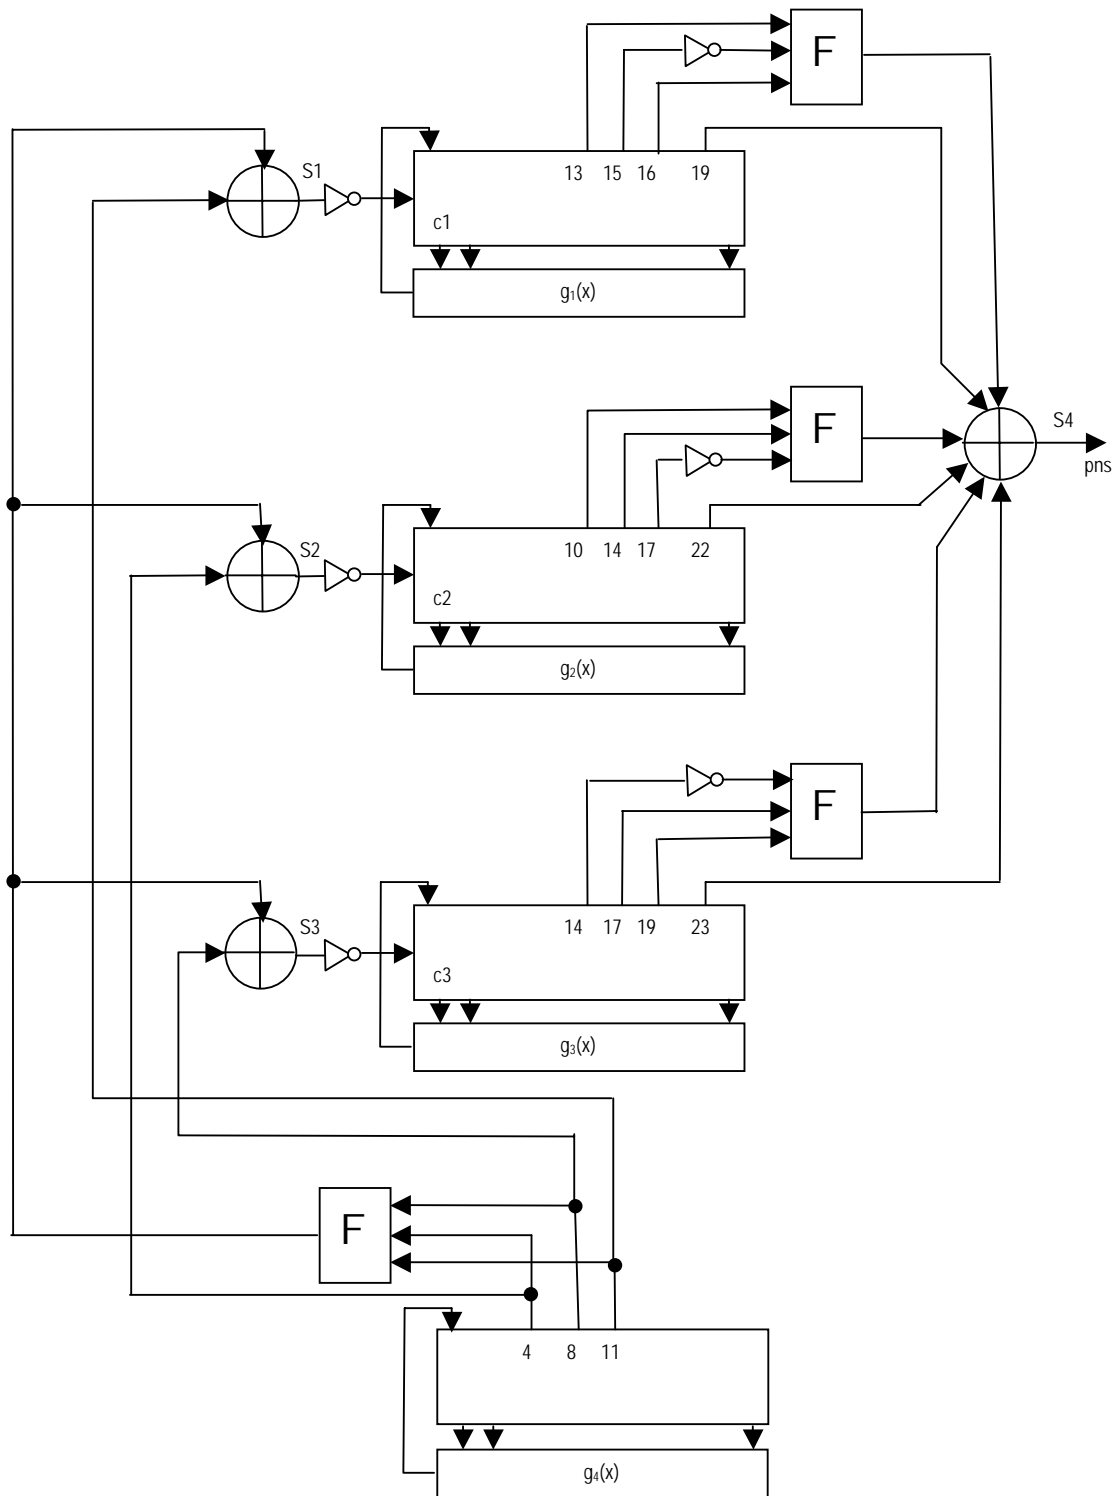 F
S1
13 15 16 19
c1
g₁(x)
F
S4
pns
S2
10 14 17 22
c2
g₂(x)
F
S3
14 17 19 23
c3
g₃(x)
F
4 8 11
g₄(x)